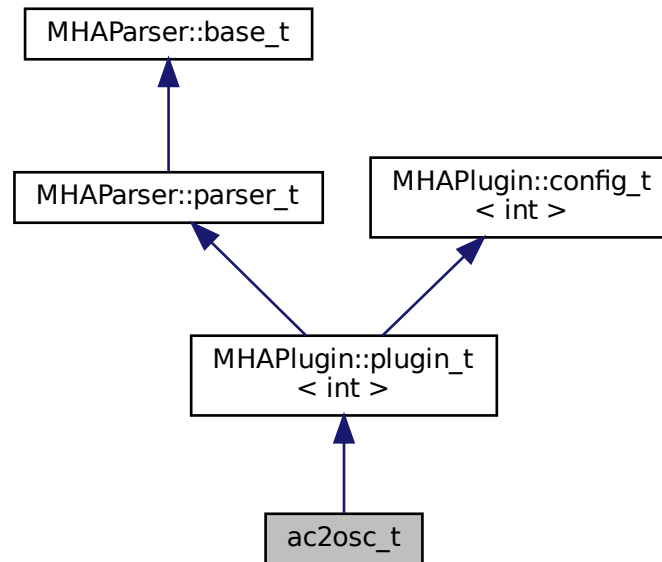 MHAParser::base_t
MHAParser::parser_t
MHAPlugin::config_t
< int >
MHAPlugin::plugin_t
< int >
ac2osc_t